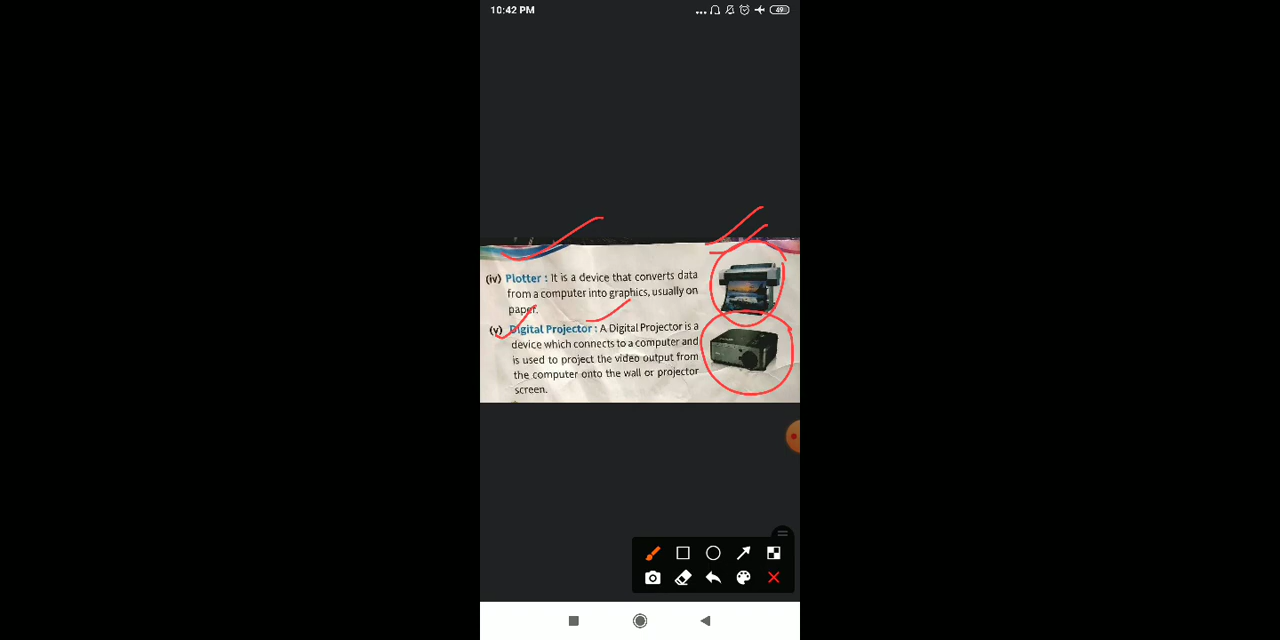 10:42 PM
49
(iv) Plotter : It is a device that converts data
from a computer into graphics, usually on
paper.
(v) Digital Projector : A Digital Projector is a
device which connects to a computer and
is used to project the video output from
the computer onto the wall or projector
screen.